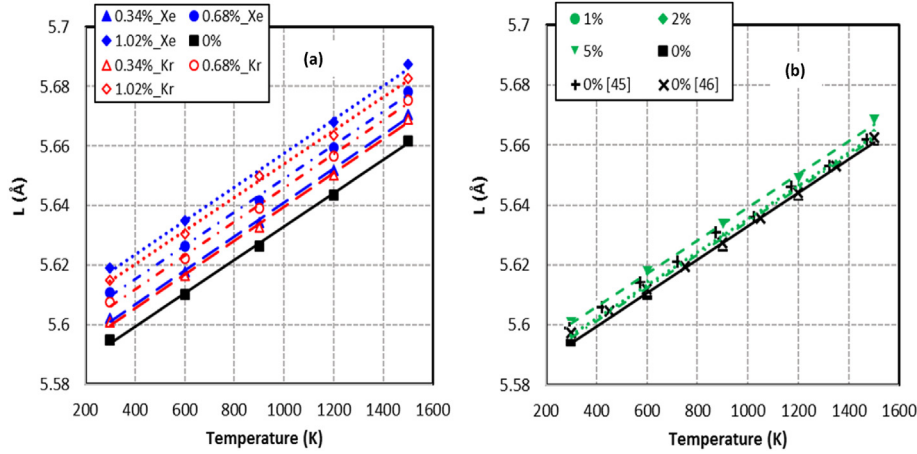 0.34%_Xe 0.68%_Xe
1.02%_Xe 0%
0.34%_Kr 0.68%_Kr
1.02%_Kr
(a)
5.7
5.68
5.66
5.64
5.62
5.6
5.58
L (Å)
200 400 600 800 1000 1200 1400 1600
Temperature (K)
1% 2%
5% 0%
0% [45] 0% [46]
(b)
5.7
5.68
5.66
5.64
5.62
5.6
5.58
L (Å)
200 400 600 800 1000 1200 1400 1600
Temperature (K)